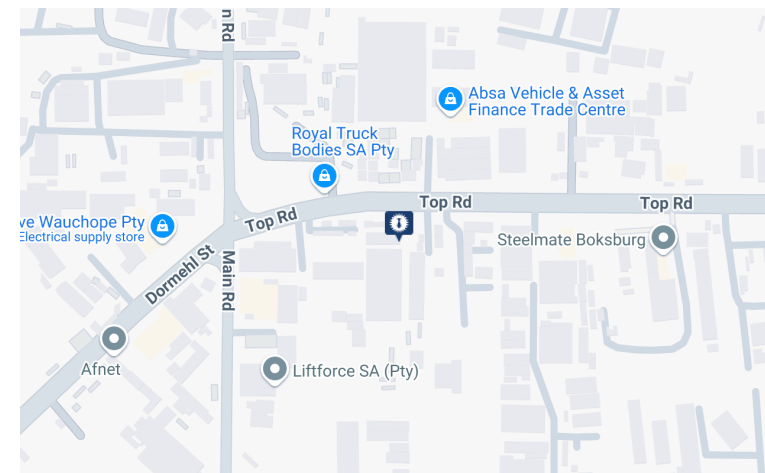 n Rd
Absa Vehicle & Asset
Finance Trade Centre
Royal Truck
Bodies SA Pty
Top Rd
Top Rd
Top Rd
ve Wauchope Pty
Electrical supply store
Steelmate Boksburg
Dormehl St
Main Rd
Afnet
Liftforce SA (Pty)